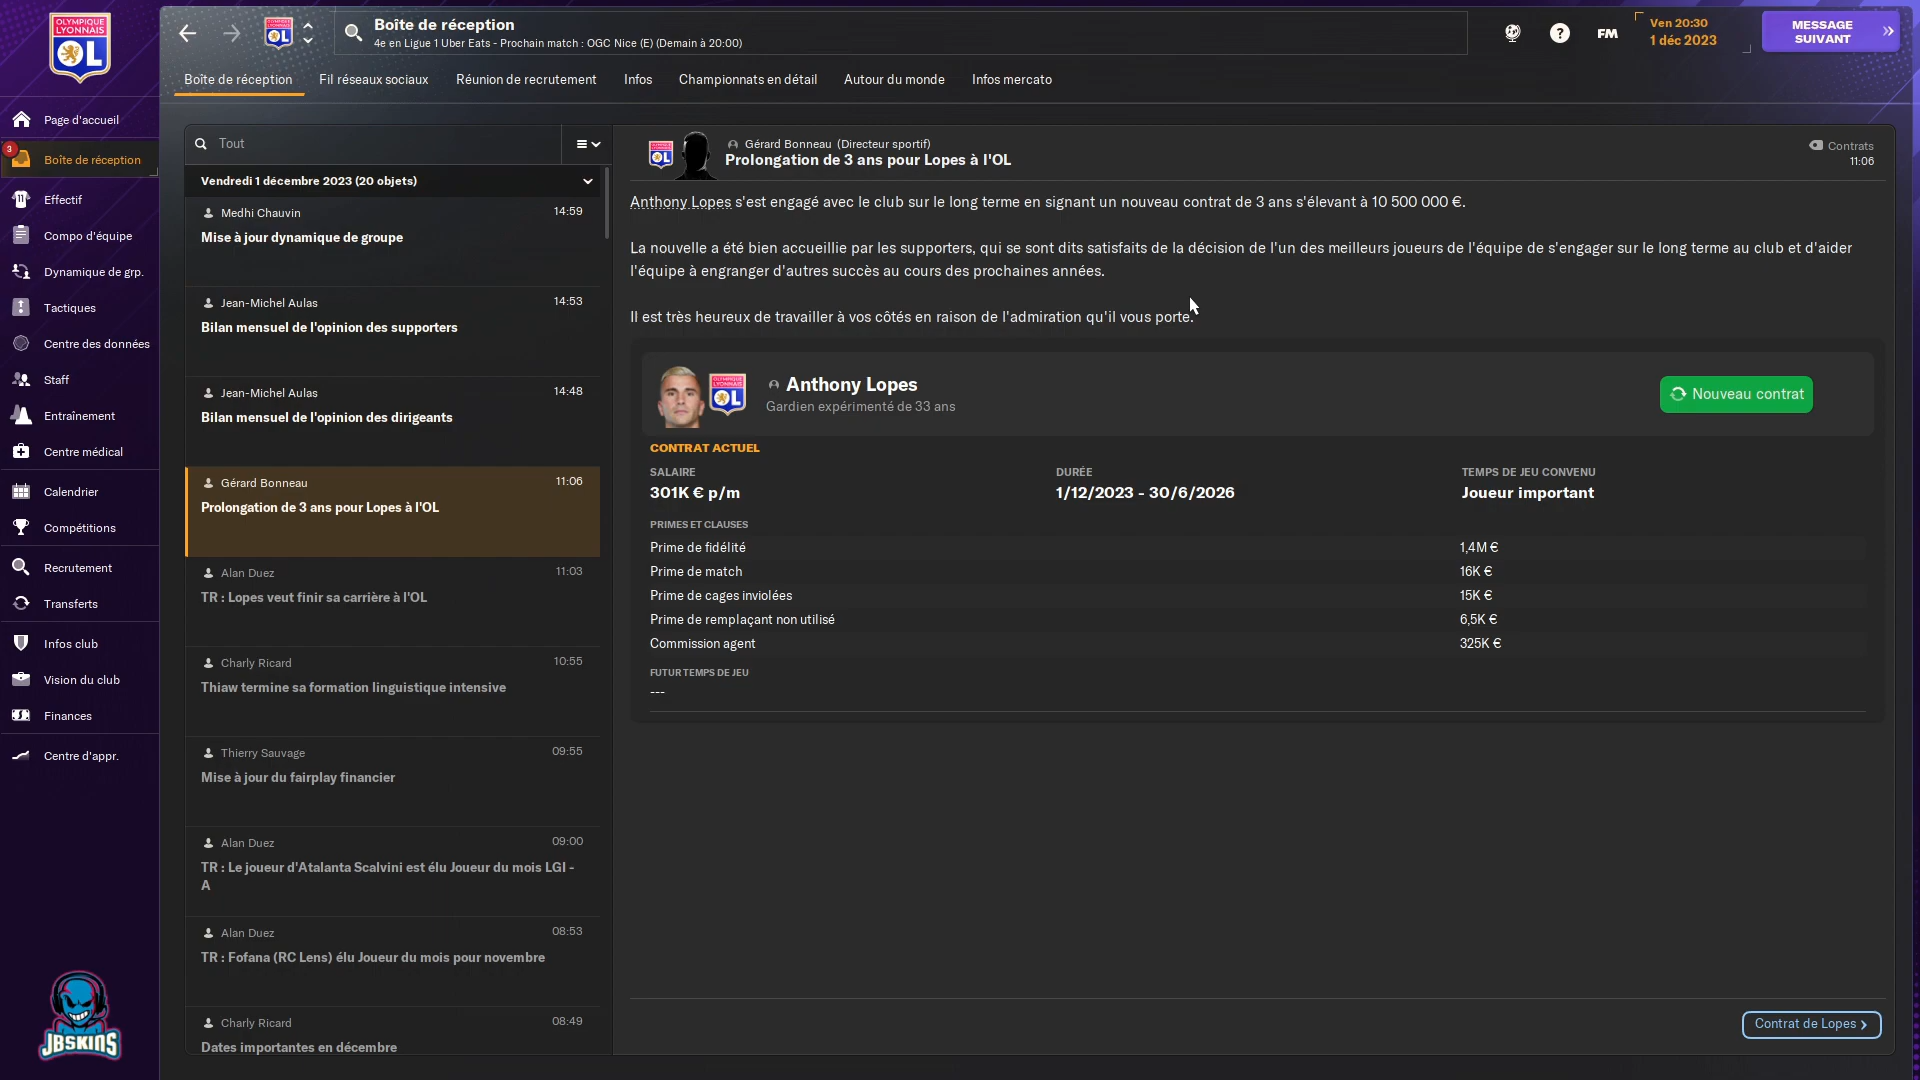 OLYMPIQUE
LYONNAIS
OL
Boîte de réception
4e en Ligue 1 Uber Eats - Prochain match : OGC Nice (E) (Demain à 20:00)
FM
Ven 20:30
1 déc 2023
MESSAGE
SUIVANT
Boîte de réception
Fil réseaux sociaux
Réunion de recrutement
Infos
Championnats en détail
Autour du monde
Infos mercato
Page d'accueil
3
Boîte de réception
Effectif
Compo d'équipe
Dynamique de grp.
Tactiques
Centre des données
Staff
Entraînement
Centre médical
Calendrier
Compétitions
Recrutement
Transferts
Infos club
Vision du club
Finances
Centre d'appr.
JBSKINS
Tout
Vendredi 1 décembre 2023 (20 objets)
Medhi Chauvin 14:59
Mise à jour dynamique de groupe
Jean-Michel Aulas 14:53
Bilan mensuel de l'opinion des supporters
Jean-Michel Aulas 14:48
Bilan mensuel de l'opinion des dirigeants
Gérard Bonneau 11:06
Prolongation de 3 ans pour Lopes à l'OL
Alan Duez 11:03
TR : Lopes veut finir sa carrière à l'OL
Charly Ricard 10:55
Thiaw termine sa formation linguistique intensive
Thierry Sauvage 09:55
Mise à jour du fairplay financier
Alan Duez 09:00
TR : Le joueur d'Atalanta Scalvini est élu Joueur du mois LGI -
A
Alan Duez 08:53
TR : Fofana (RC Lens) élu Joueur du mois pour novembre
Charly Ricard 08:49
Dates importantes en décembre
Gérard Bonneau (Directeur sportif)
Prolongation de 3 ans pour Lopes à l'OL
Contrats
11:06
Anthony Lopes s'est engagé avec le club sur le long terme en signant un nouveau contrat de 3 ans s'élevant à 10 500 000 €.
La nouvelle a été bien accueillie par les supporters, qui se sont dits satisfaits de la décision de l'un des meilleurs joueurs de l'équipe de s'engager sur le long terme au club et d'aider
l'équipe à engranger d'autres succès au cours des prochaines années.
Il est très heureux de travailler à vos côtés en raison de l'admiration qu'il vous porte.
Anthony Lopes
Gardien expérimenté de 33 ans
Nouveau contrat
CONTRAT ACTUEL
SALAIRE DURÉE TEMPS DE JEU CONVENU
301K € p/m 1/12/2023 - 30/6/2026 Joueur important
PRIMES ET CLAUSES
Prime de fidélité 1,4M €
Prime de match 16K €
Prime de cages inviolées 15K €
Prime de remplaçant non utilisé 6,5K €
Commission agent 325K €
FUTUR TEMPS DE JEU
---
Contrat de Lopes